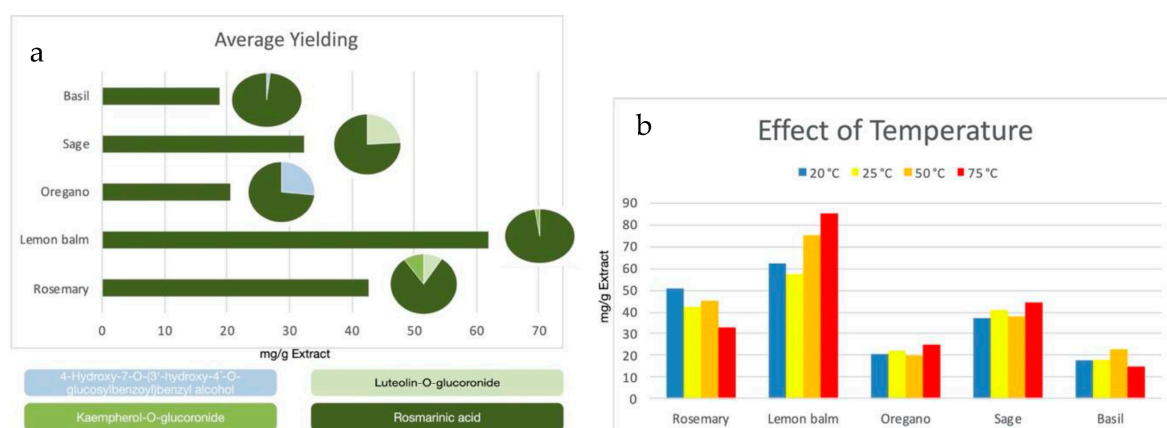 a
Average Yielding
Basil
Sage
Oregano
Lemon balm
Rosemary
0 10 20 30 40 50 60 70
mg/g Extract
4-Hydroxy-7-O-(3'-hydroxy-4'-O-
glucosylbenzoyl)benzyl alcohol
Luteolin-O-glucoronide
Kaempherol-O-glucoronide
Rosmarinic acid
b
Effect of Temperature
20 °C 25 °C 50 °C 75 °C
90
80
70
60
50
40
30
20
10
0
mg/g Extract
Rosemary Lemon balm Oregano Sage Basil